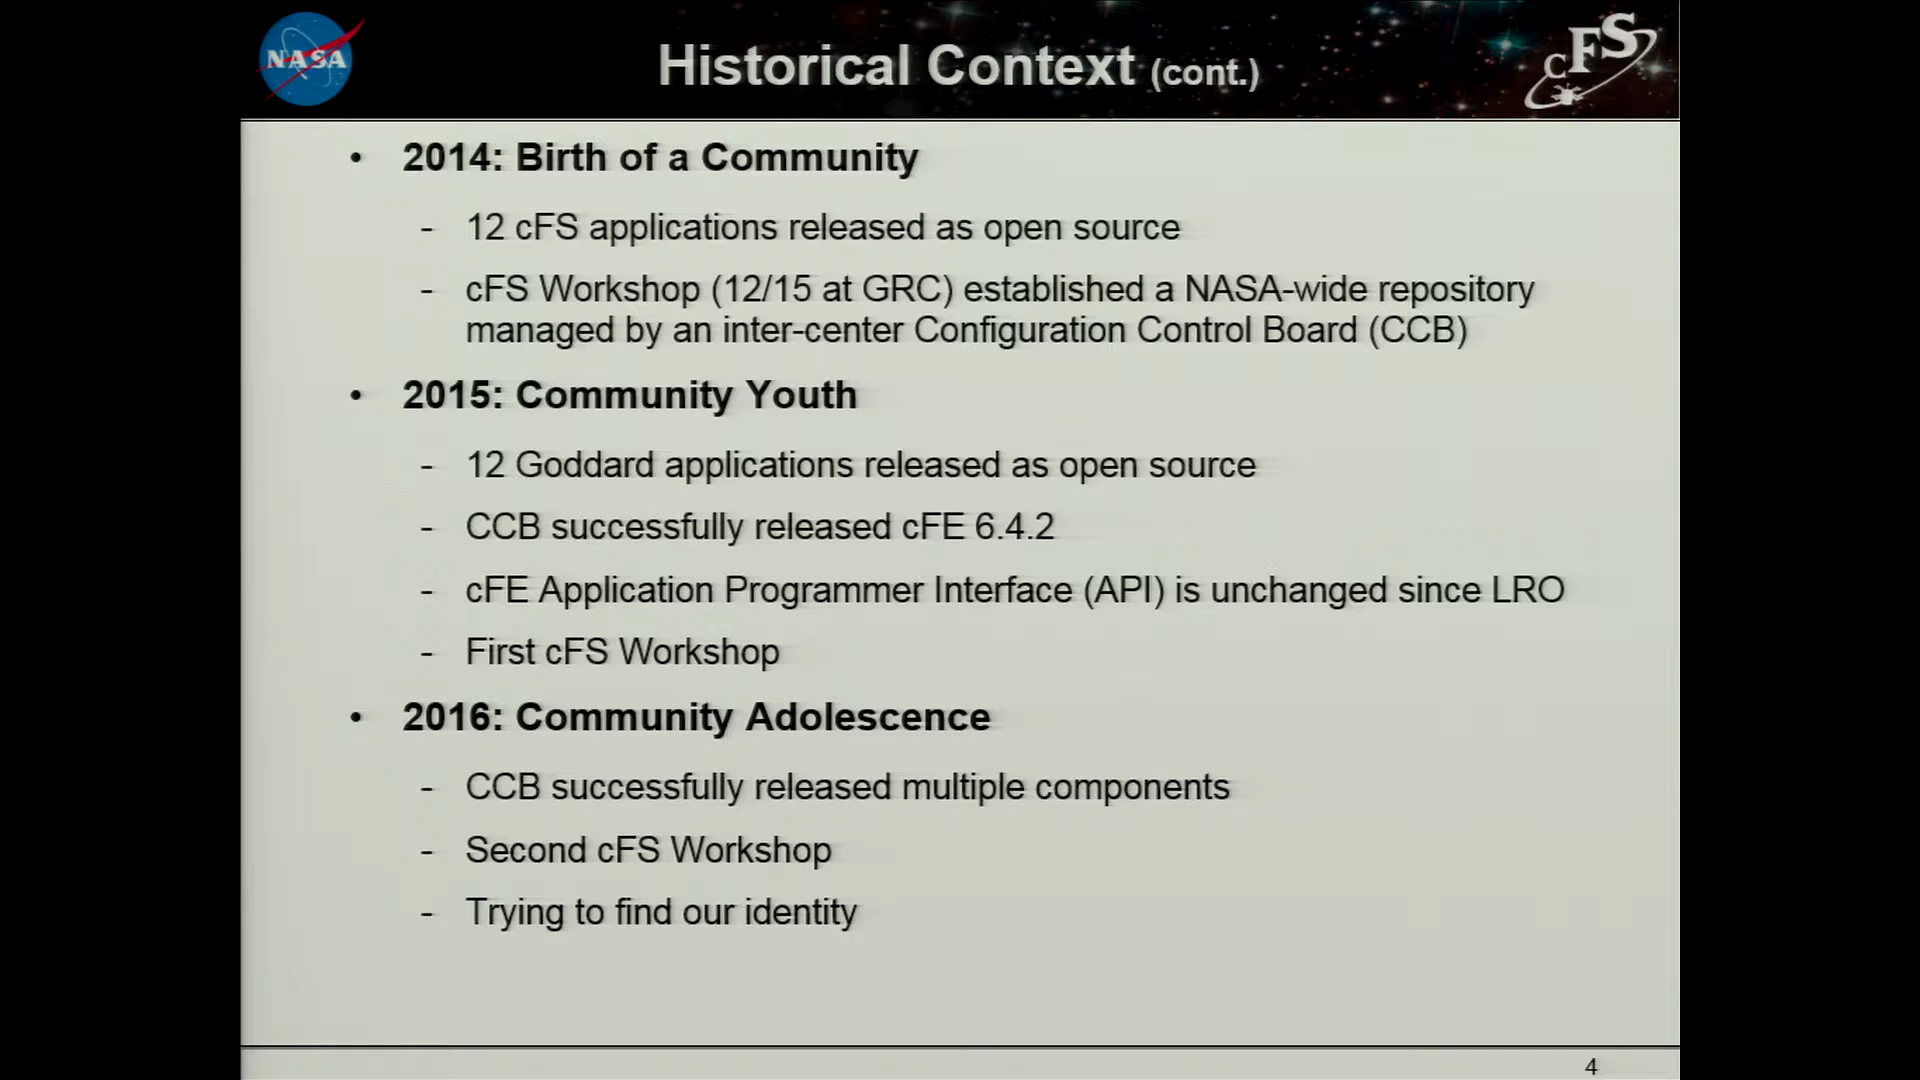 NASA
Historical Context (cont.)
cFS
• 2014: Birth of a Community
- 12 cFS applications released as open source
- cFS Workshop (12/15 at GRC) established a NASA-wide repository
managed by an inter-center Configuration Control Board (CCB)
• 2015: Community Youth
- 12 Goddard applications released as open source
- CCB successfully released cFE 6.4.2
- cFE Application Programmer Interface (API) is unchanged since LRO
- First cFS Workshop
• 2016: Community Adolescence
- CCB successfully released multiple components
- Second cFS Workshop
- Trying to find our identity
4